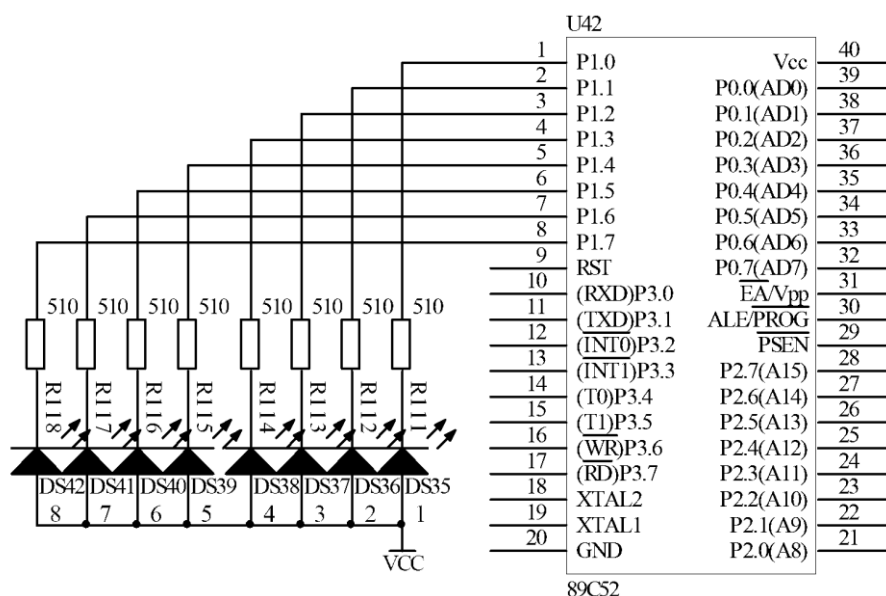 U42
1 P1.0 Vcc 40
2 P1.1 P0.0(AD0) 39
3 P1.2 P0.1(AD1) 38
4 P1.3 P0.2(AD2) 37
5 P1.4 P0.3(AD3) 36
6 P1.5 P0.4(AD4) 35
7 P1.6 P0.5(AD5) 34
8 P1.7 P0.6(AD6) 33
9 RST P0.7(AD7) 32
10 (RXD)P3.0 EA/Vpp 31
11 (TXD)P3.1 ALE/PROG 30
12 (INT0)P3.2 PSEN 29
13 (INT1)P3.3 P2.7(A15) 28
14 (T0)P3.4 P2.6(A14) 27
15 (T1)P3.5 P2.5(A13) 26
16 (WR)P3.6 P2.4(A12) 25
17 (RD)P3.7 P2.3(A11) 24
18 XTAL2 P2.2(A10) 23
19 XTAL1 P2.1(A9) 22
20 GND P2.0(A8) 21
89C52
510 510 510 510 510 510 510 510
R118 R117 R116 R115 R114 R113 R112 R111
DS42 DS41 DS40 DS39 DS38 DS37 DS36 DS35
8 7 6 5 4 3 2 1
VCC